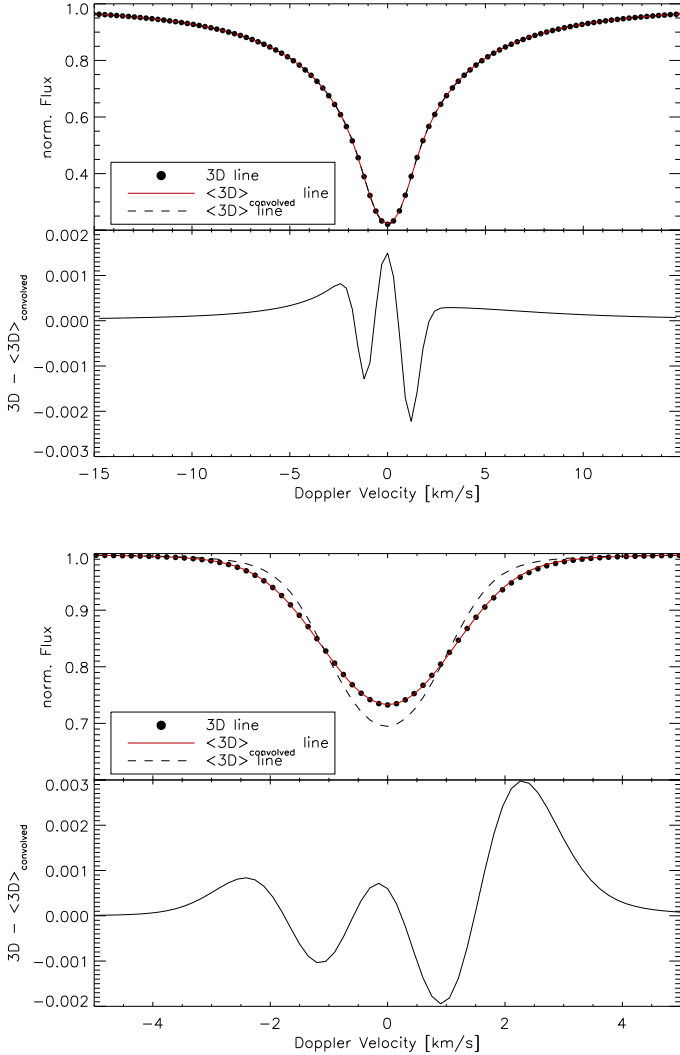 1.0
0.8
0.6
0.4
norm. Flux
3D line
<3D>convolved line
<3D> line
0.002
0.001
0.000
−0.001
−0.002
−0.003
3D − <3D>convolved
−15 −10 −5 0 5 10
Doppler Velocity [km/s]
1.0
0.9
0.8
0.7
norm. Flux
3D line
<3D>convolved line
<3D> line
0.003
0.002
0.001
0.000
−0.001
−0.002
3D − <3D>convolved
−4 −2 0 2 4
Doppler Velocity [km/s]